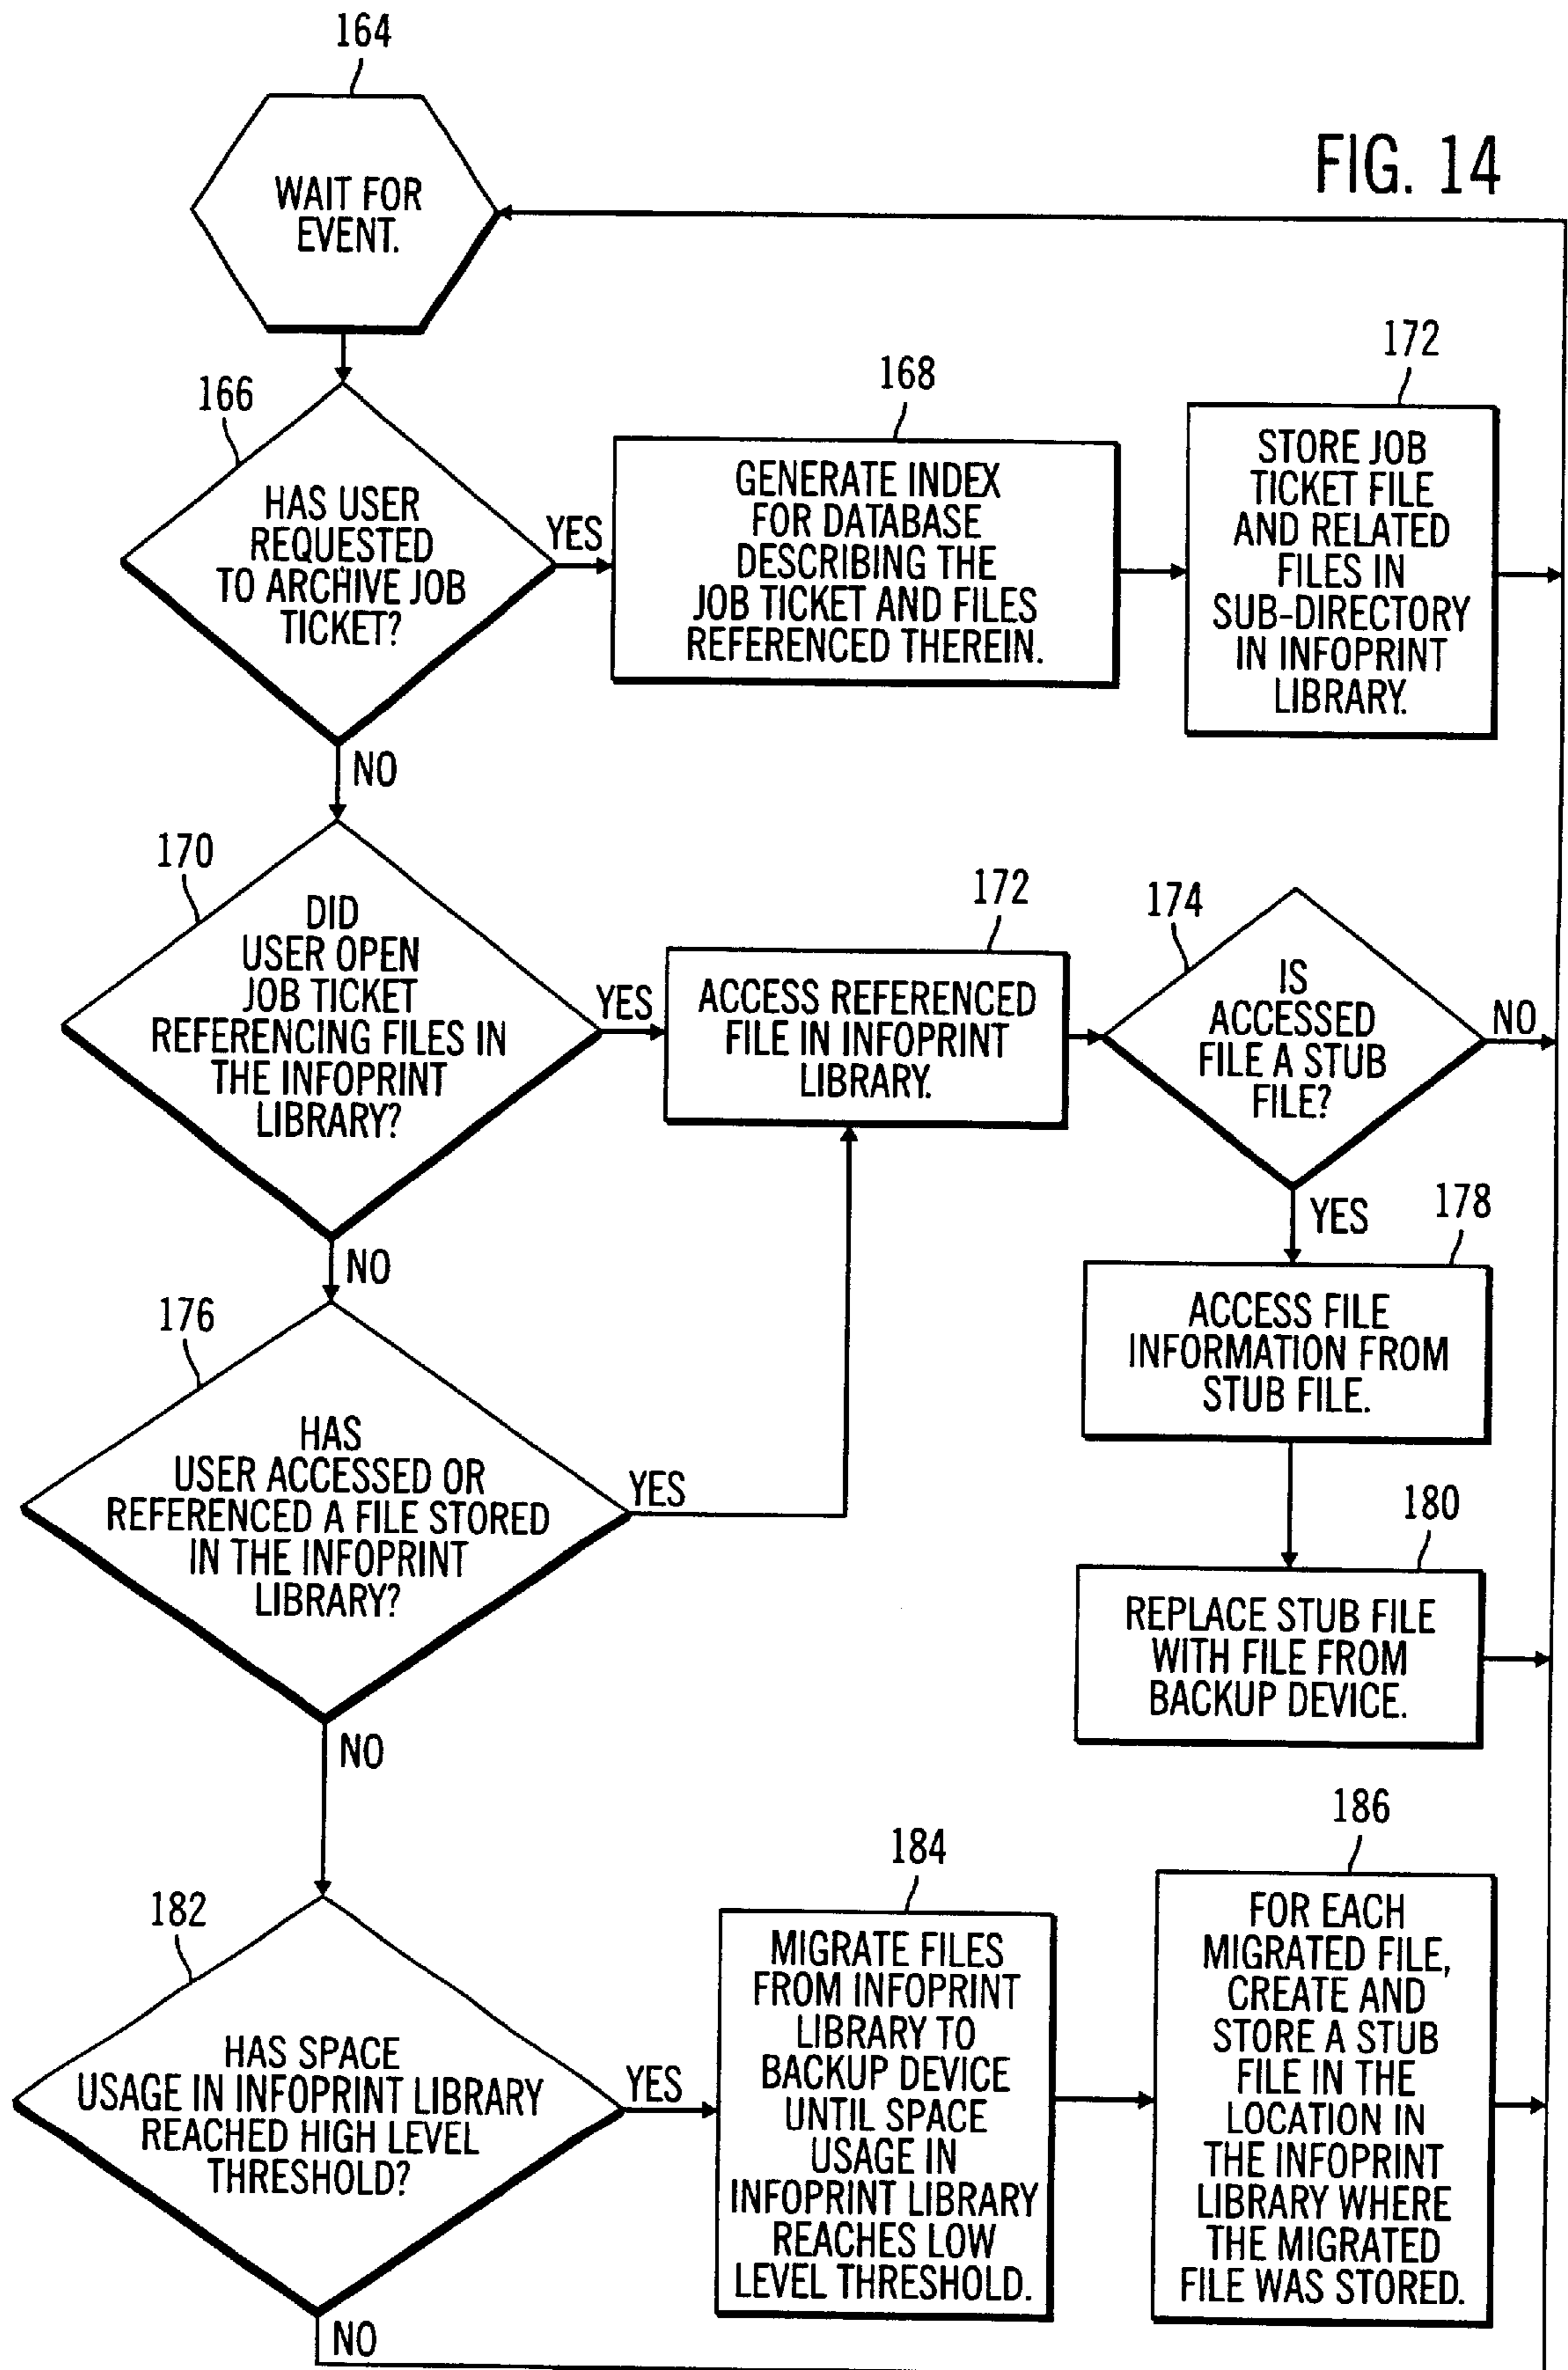 164
FIG. 14
WAIT FOR
EVENT.
166
HAS USER
REQUESTED
TO ARCHIVE JOB
TICKET?
YES
168
GENERATE INDEX
FOR DATABASE
DESCRIBING THE
JOB TICKET AND FILES
REFERENCED THEREIN.
172
STORE JOB
TICKET FILE
AND RELATED
FILES IN
SUB-DIRECTORY
IN INFOPRINT
LIBRARY.
NO
170
DID
USER OPEN
JOB TICKET
REFERENCING FILES IN
THE INFOPRINT
LIBRARY?
YES
172
ACCESS REFERENCED
FILE IN INFOPRINT
LIBRARY.
174
IS
ACCESSED
FILE A STUB
FILE?
NO
YES
178
ACCESS FILE
INFORMATION FROM
STUB FILE.
180
REPLACE STUB FILE
WITH FILE FROM
BACKUP DEVICE.
NO
176
HAS
USER ACCESSED OR
REFERENCED A FILE STORED
IN THE INFOPRINT
LIBRARY?
YES
NO
182
HAS SPACE
USAGE IN INFOPRINT LIBRARY
REACHED HIGH LEVEL
THRESHOLD?
YES
184
MIGRATE FILES
FROM INFOPRINT
LIBRARY TO
BACKUP DEVICE
UNTIL SPACE
USAGE IN
INFOPRINT LIBRARY
REACHES LOW
LEVEL THRESHOLD.
186
FOR EACH
MIGRATED FILE,
CREATE AND
STORE A STUB
FILE IN THE
LOCATION IN
THE INFOPRINT
LIBRARY WHERE
THE MIGRATED
FILE WAS STORED.
NO